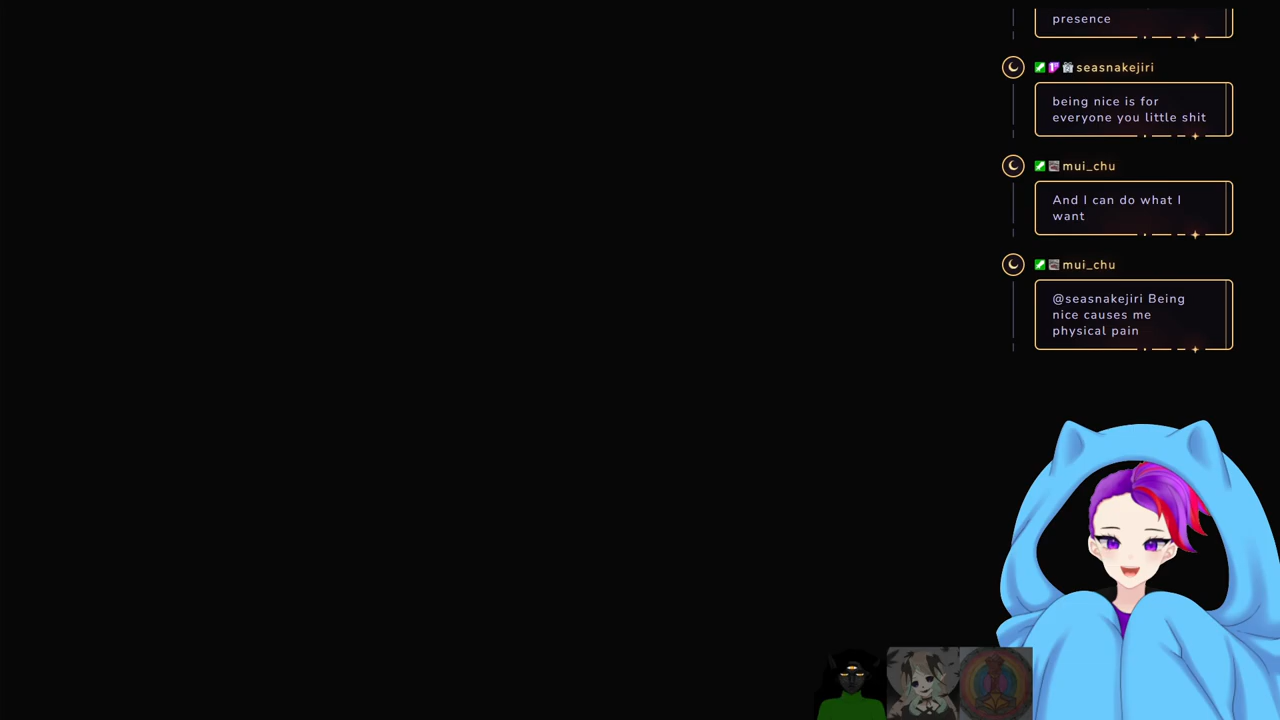 presence
seasnakejiri
being nice is for
everyone you little shit
mui_chu
And I can do what I
want
mui_chu
@seasnakejiri Being
nice causes me
physical pain